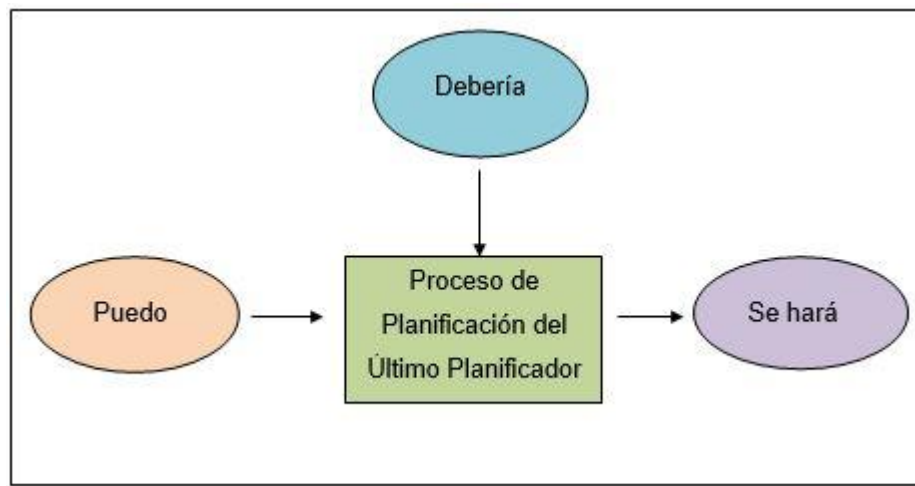 Debería
Puedo
Proceso de
Planificación del
Último Planificador
Se hará